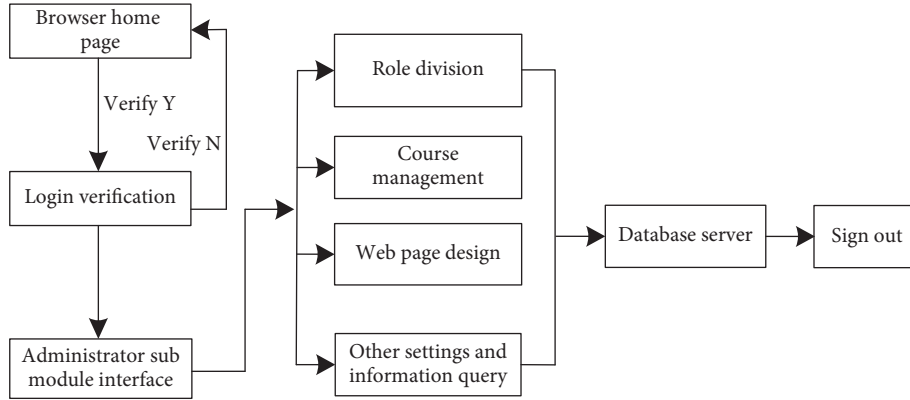 Browser home
page
Verify Y
Verify N
Login verification
Administrator sub
module interface
Role division
Course
management
Web page design
Other settings and
information query
Database server
Sign out